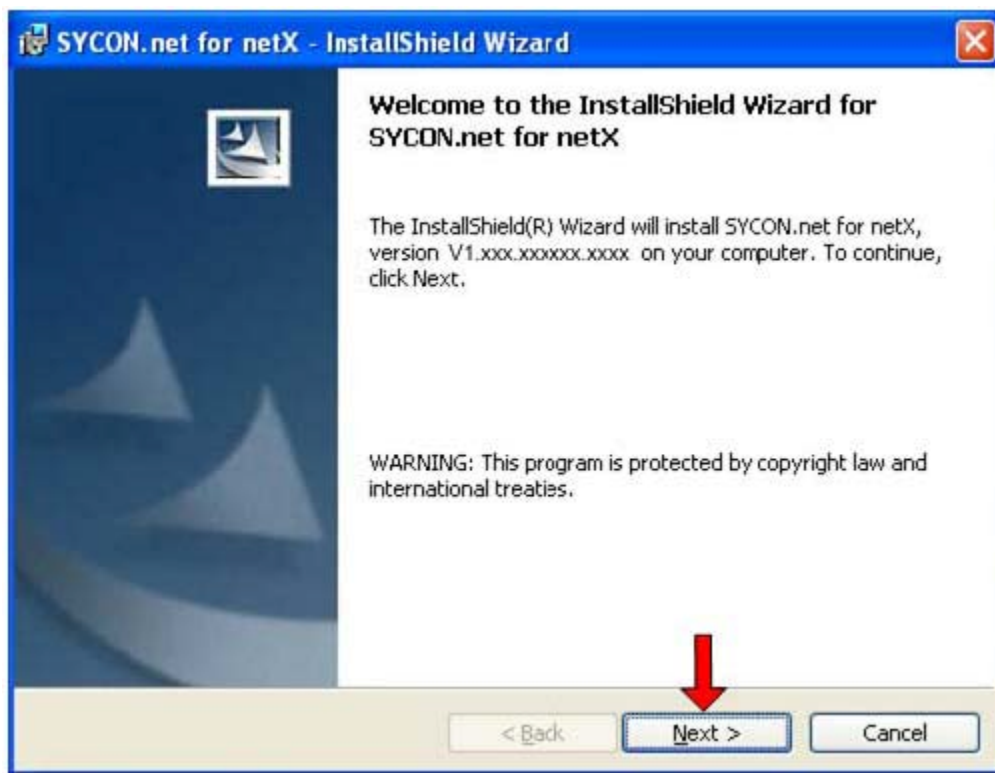 SYCON.net for netX - InstallShield Wizard
Welcome to the InstallShield Wizard for
SYCON.net for netX
The InstallShield(R) Wizard will install SYCON.net for netX,
version V1.xxx.xxxxxx.xxxx on your computer. To continue,
click Next.
WARNING: This program is protected by copyright law and
international treaties.
< Back Next > Cancel